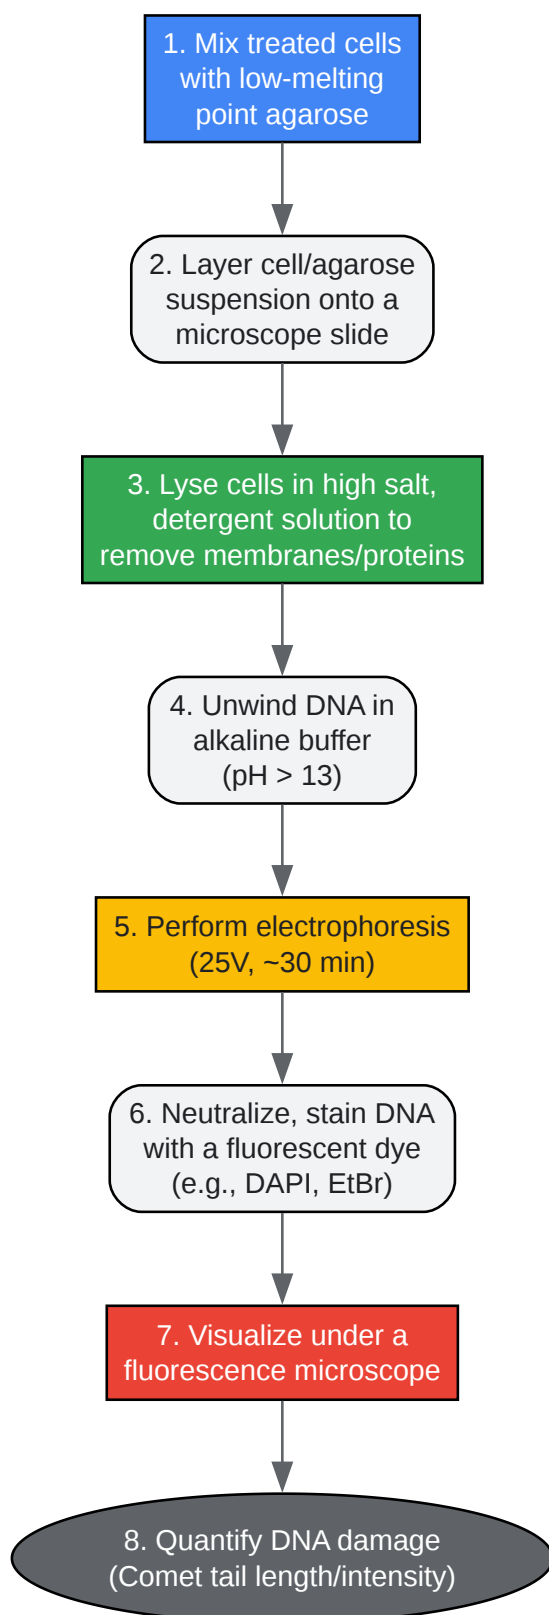 1. Mix treated cells
with low-melting
point agarose
2. Layer cell/agarose
suspension onto a
microscope slide
3. Lyse cells in high salt,
detergent solution to
remove membranes/proteins
4. Unwind DNA in
alkaline buffer
(pH > 13)
5. Perform electrophoresis
(25V, ~30 min)
6. Neutralize, stain DNA
with a fluorescent dye
(e.g., DAPI, EtBr)
7. Visualize under a
fluorescence microscope
8. Quantify DNA damage
(Comet tail length/intensity)